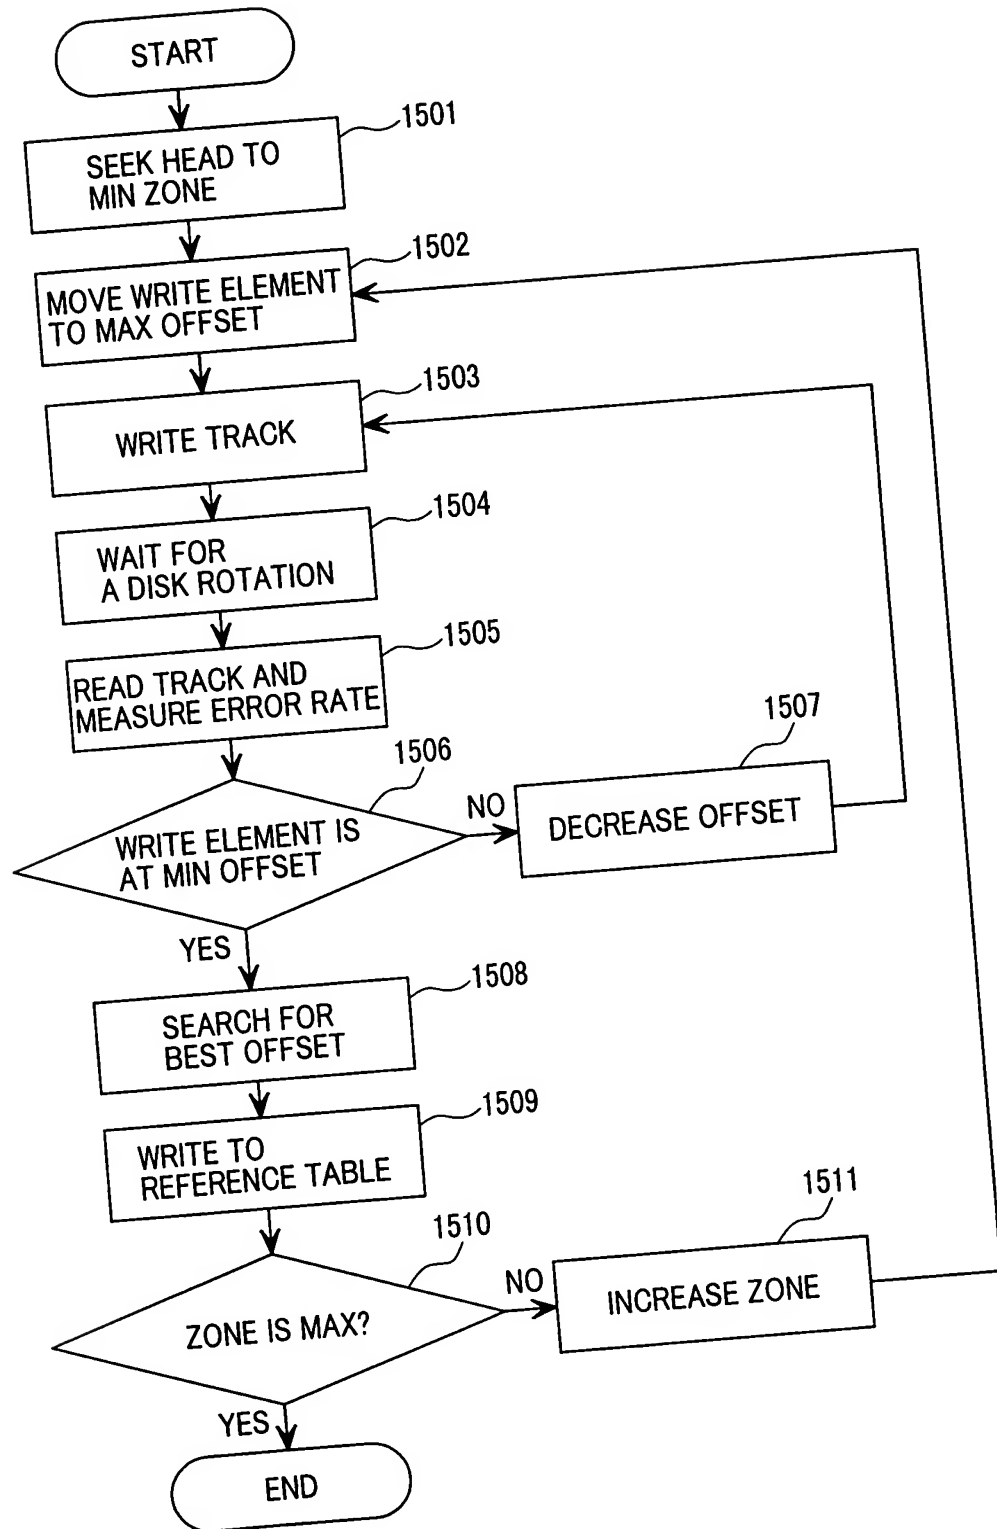 START
1501
SEEK HEAD TO
MIN ZONE
1502
MOVE WRITE ELEMENT
TO MAX OFFSET
1503
WRITE TRACK
1504
WAIT FOR
A DISK ROTATION
1505
READ TRACK AND
MEASURE ERROR RATE
1506
WRITE ELEMENT IS
AT MIN OFFSET
NO
1507
DECREASE OFFSET
YES
1508
SEARCH FOR
BEST OFFSET
1509
WRITE TO
REFERENCE TABLE
1510
ZONE IS MAX?
NO
1511
INCREASE ZONE
YES
END